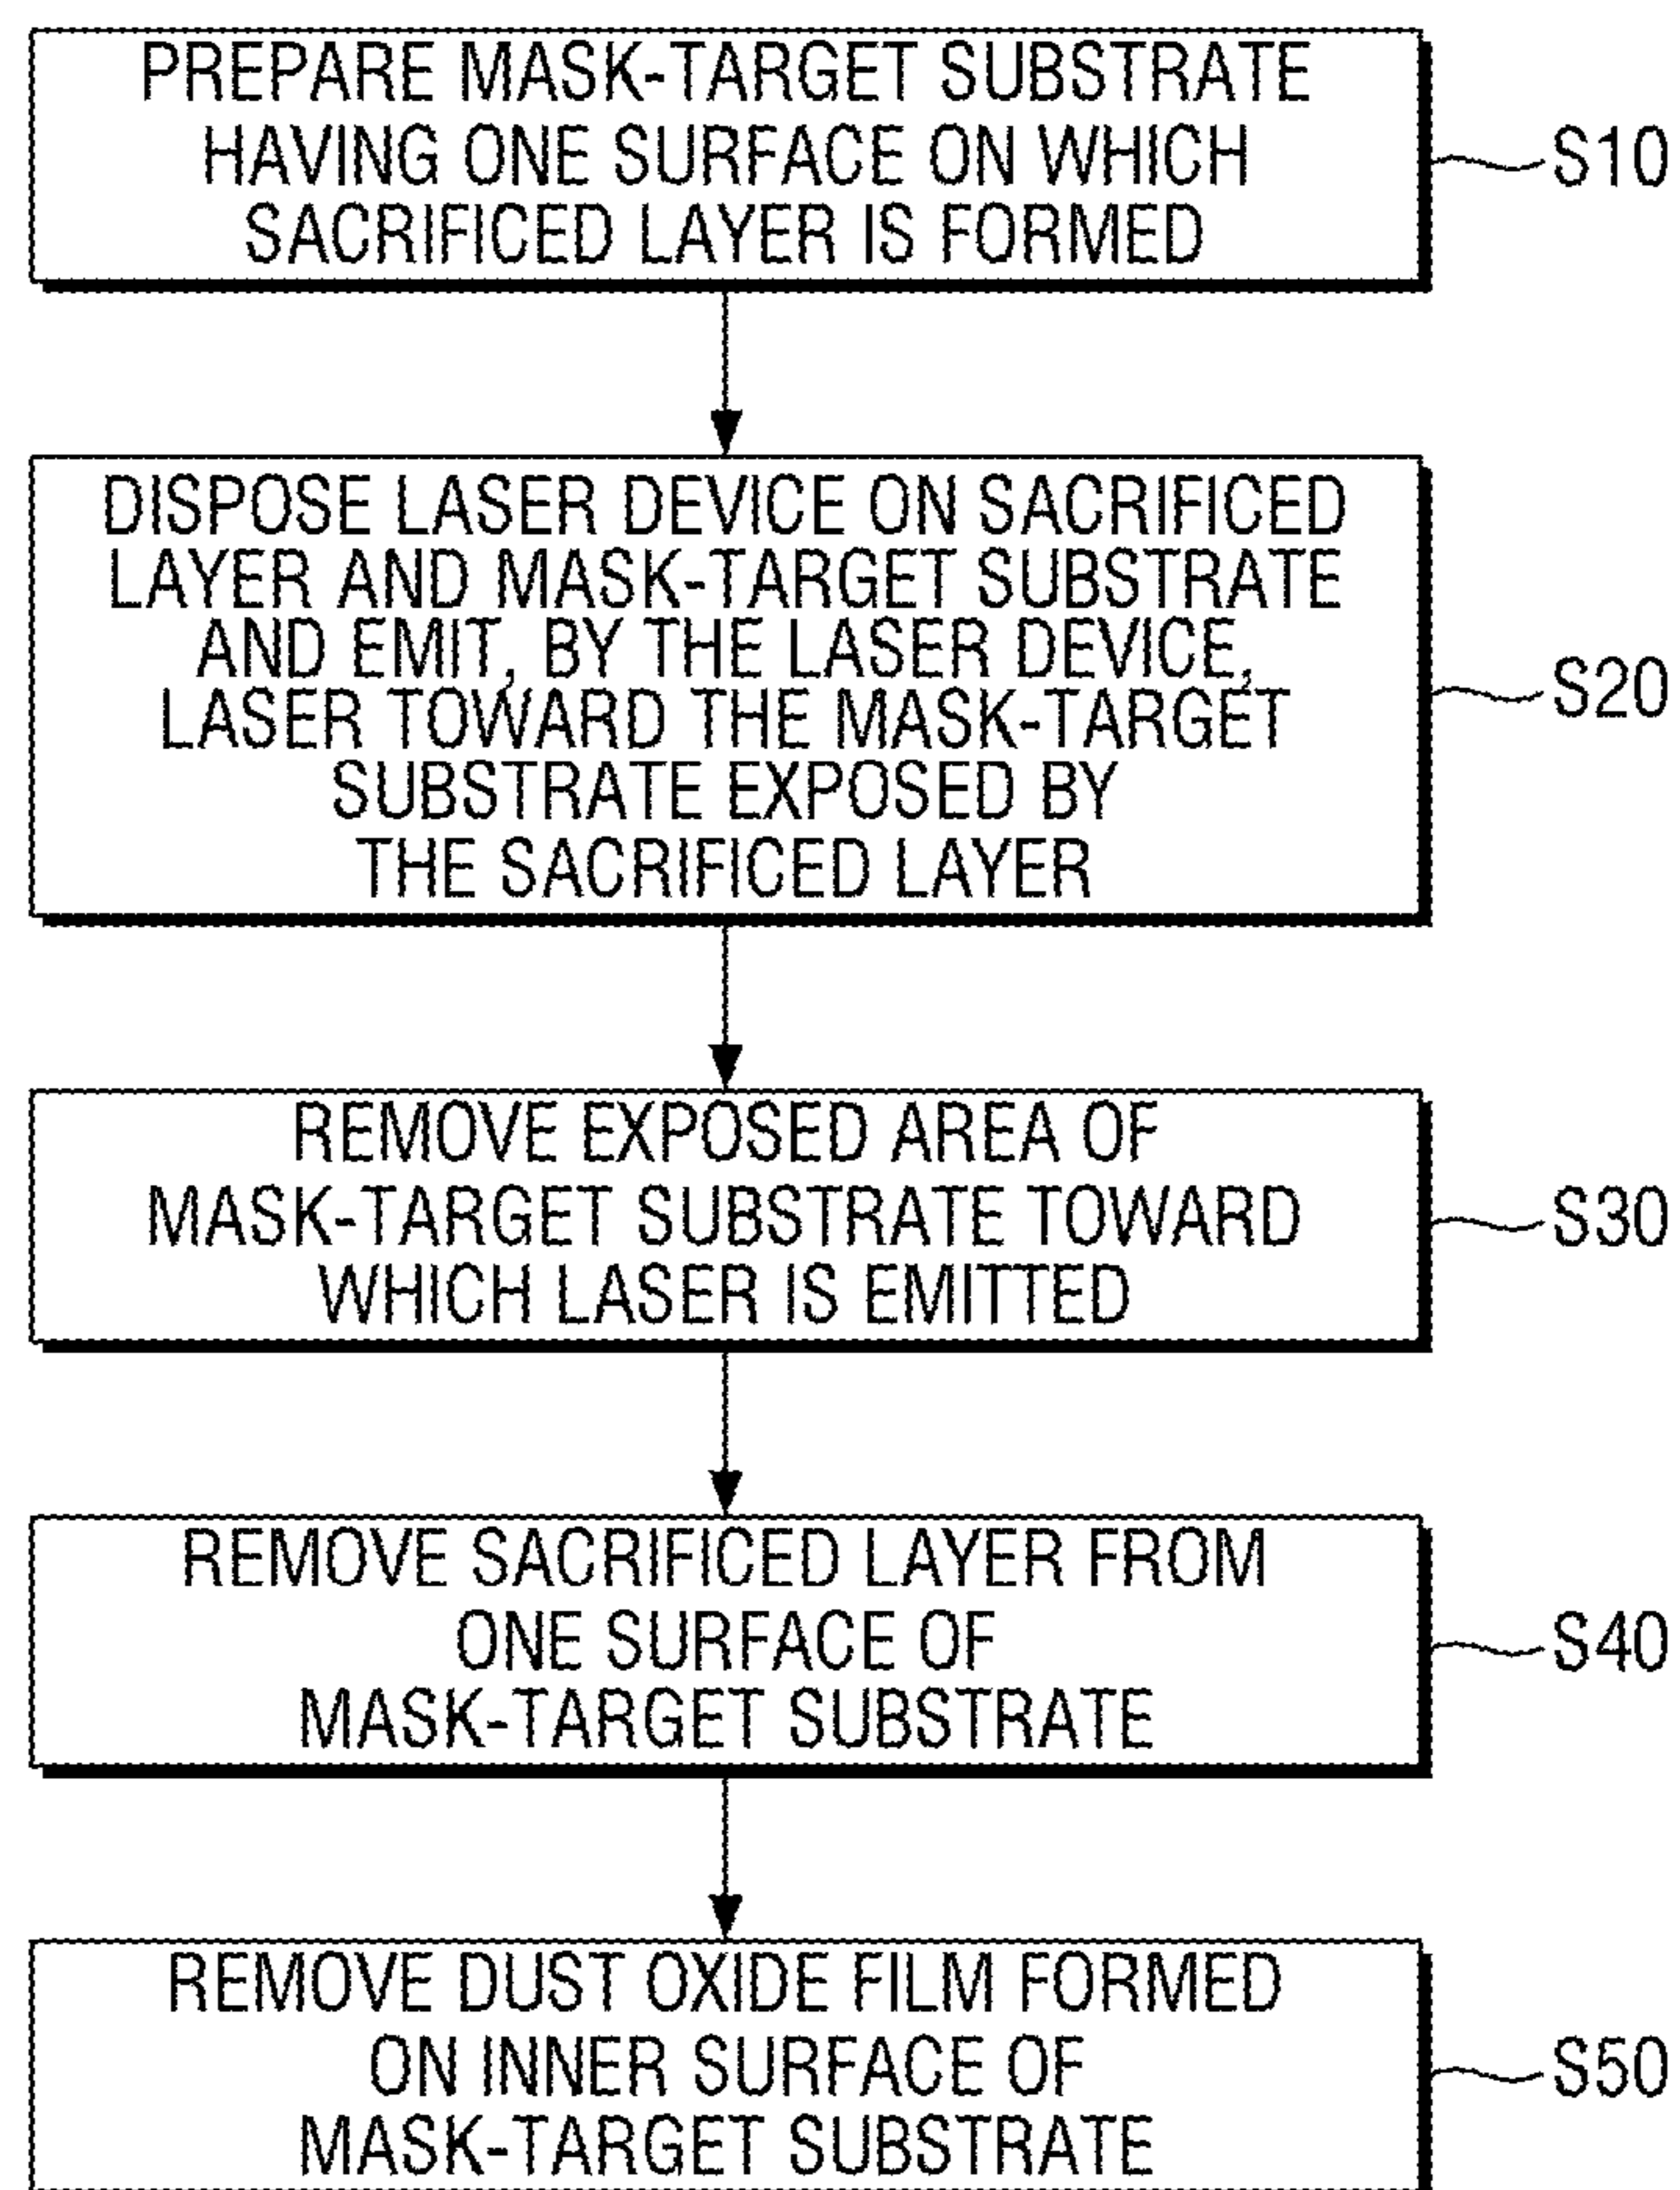 PREPARE MASK-TARGET SUBSTRATE
HAVING ONE SURFACE ON WHICH
SACRIFICED LAYER IS FORMED
S10
DISPOSE LASER DEVICE ON SACRIFICED
LAYER AND MASK-TARGET SUBSTRATE
AND EMIT, BY THE LASER DEVICE,
LASER TOWARD THE MASK-TARGET
SUBSTRATE EXPOSED BY
THE SACRIFICED LAYER
S20
REMOVE EXPOSED AREA OF
MASK-TARGET SUBSTRATE TOWARD
WHICH LASER IS EMITTED
S30
REMOVE SACRIFICED LAYER FROM
ONE SURFACE OF
MASK-TARGET SUBSTRATE
S40
REMOVE DUST OXIDE FILM FORMED
ON INNER SURFACE OF
MASK-TARGET SUBSTRATE
S50